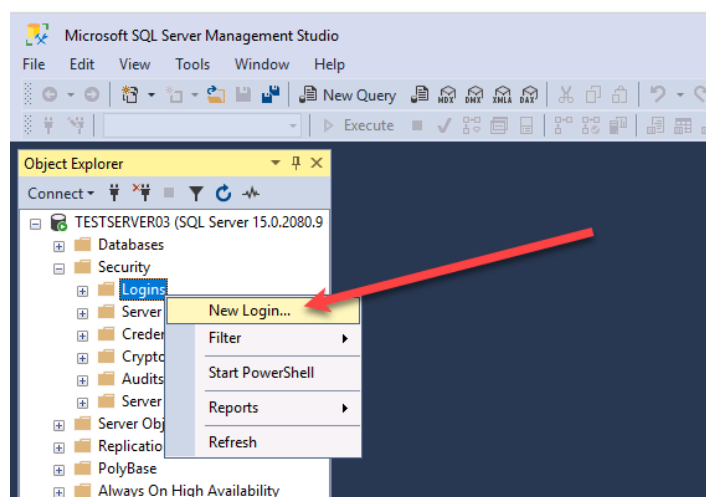 Microsoft SQL Server Management Studio
File Edit View Tools Window Help
New Query MDX DMX XMLA DAX
Execute
Object Explorer
Connect
TESTSERVER03 (SQL Server 15.0.2080.9
Databases
Security
Logins
New Login...
Server
Filter
Creder
Crypto
Start PowerShell
Audits
Server
Reports
Server Obj
Refresh
Replicatio
PolyBase
Always On High Availability